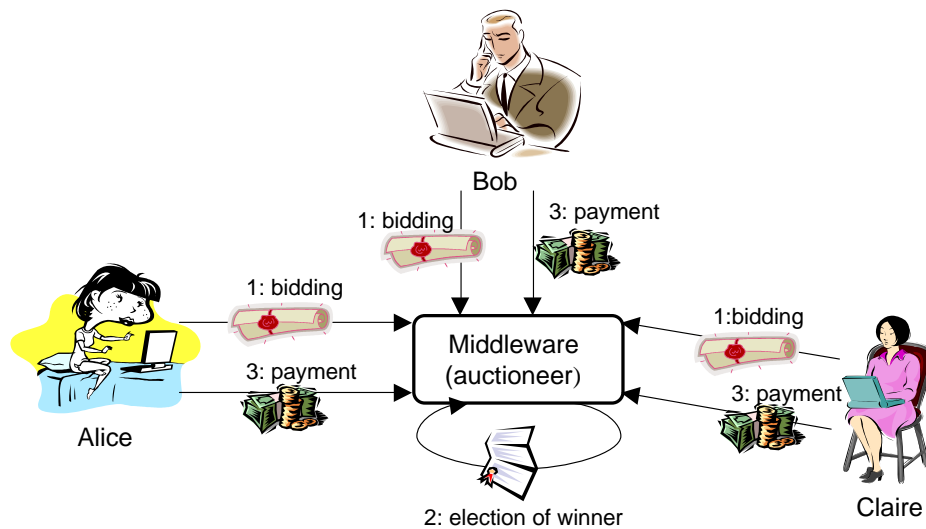 Bob
1: bidding
3: payment
1: bidding
1:bidding
Middleware
(auctioneer)
3: payment
3: payment
Alice
Claire
2: election of winner